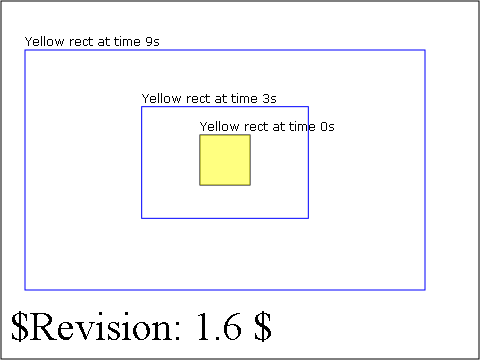 Yellow rect at time 9s
Yellow rect at time 3s
Yellow rect at time 0s
$Revision: 1.6 $